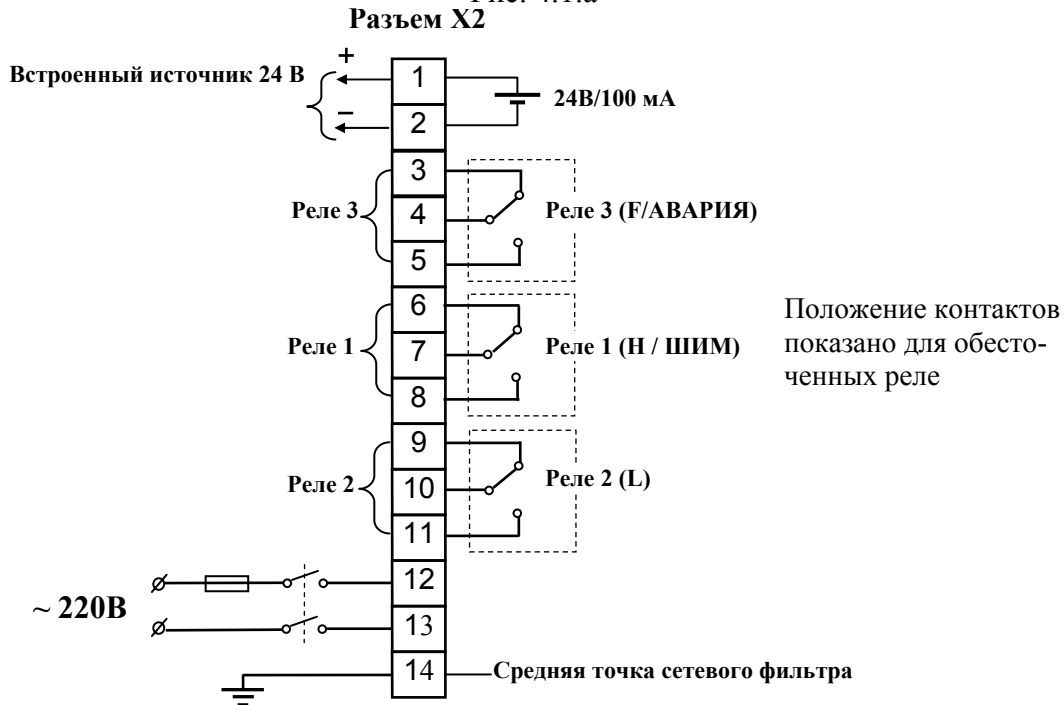 Разъем X2
+
Встроенный источник 24 В
1
24В/100 мА
–
2
3
Реле 3
4
Реле 3 (F/АВАРИЯ)
5
6
Положение контактов
Реле 1
7
Реле 1 (Н / ШИМ)
показано для обесто-
8
ченных реле
9
Реле 2
10
Реле 2 (L)
11
12
~ 220В
13
14
Средняя точка сетевого фильтра